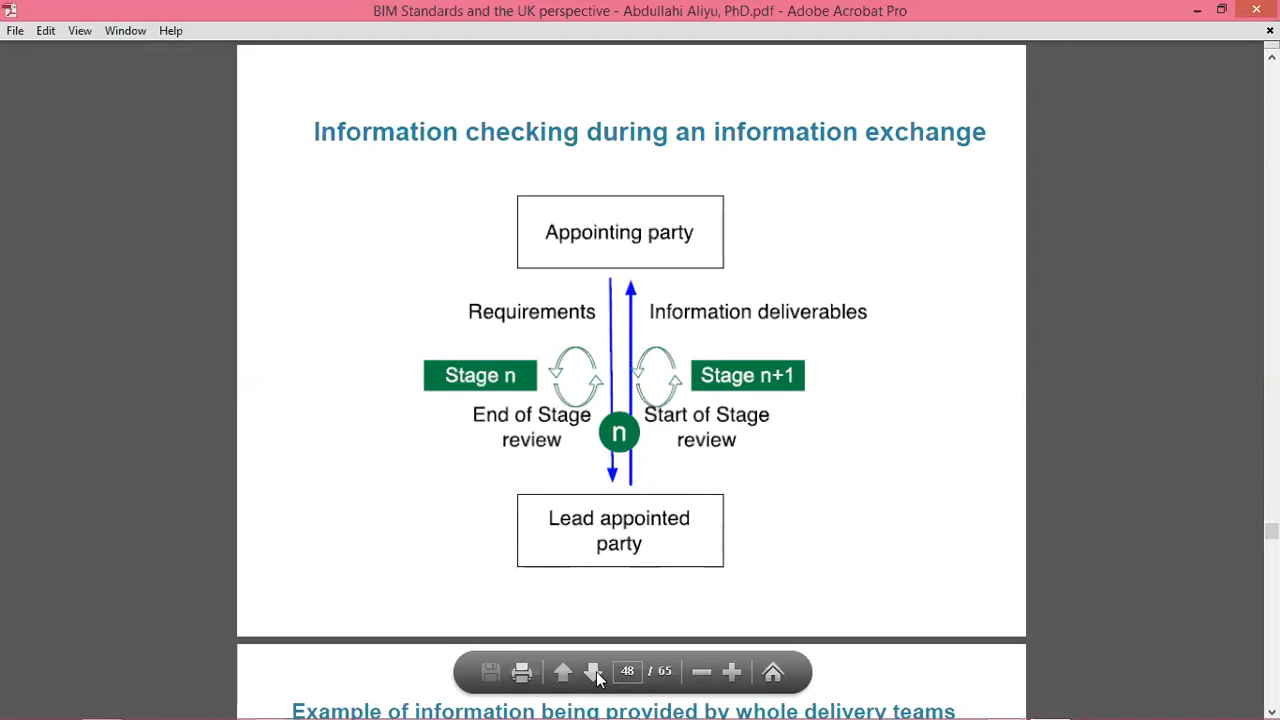 BIM Standards and the UK perspective - Abdullahi Aliyu, PhD.pdf - Adobe Acrobat Pro
File Edit View Window Help
Information checking during an information exchange
Appointing party
Requirements
Information deliverables
Stage n
Stage n+1
End of Stage
review
n
Start of Stage
review
Lead appointed
party
48 / 65
Example of information being provided by whole delivery teams